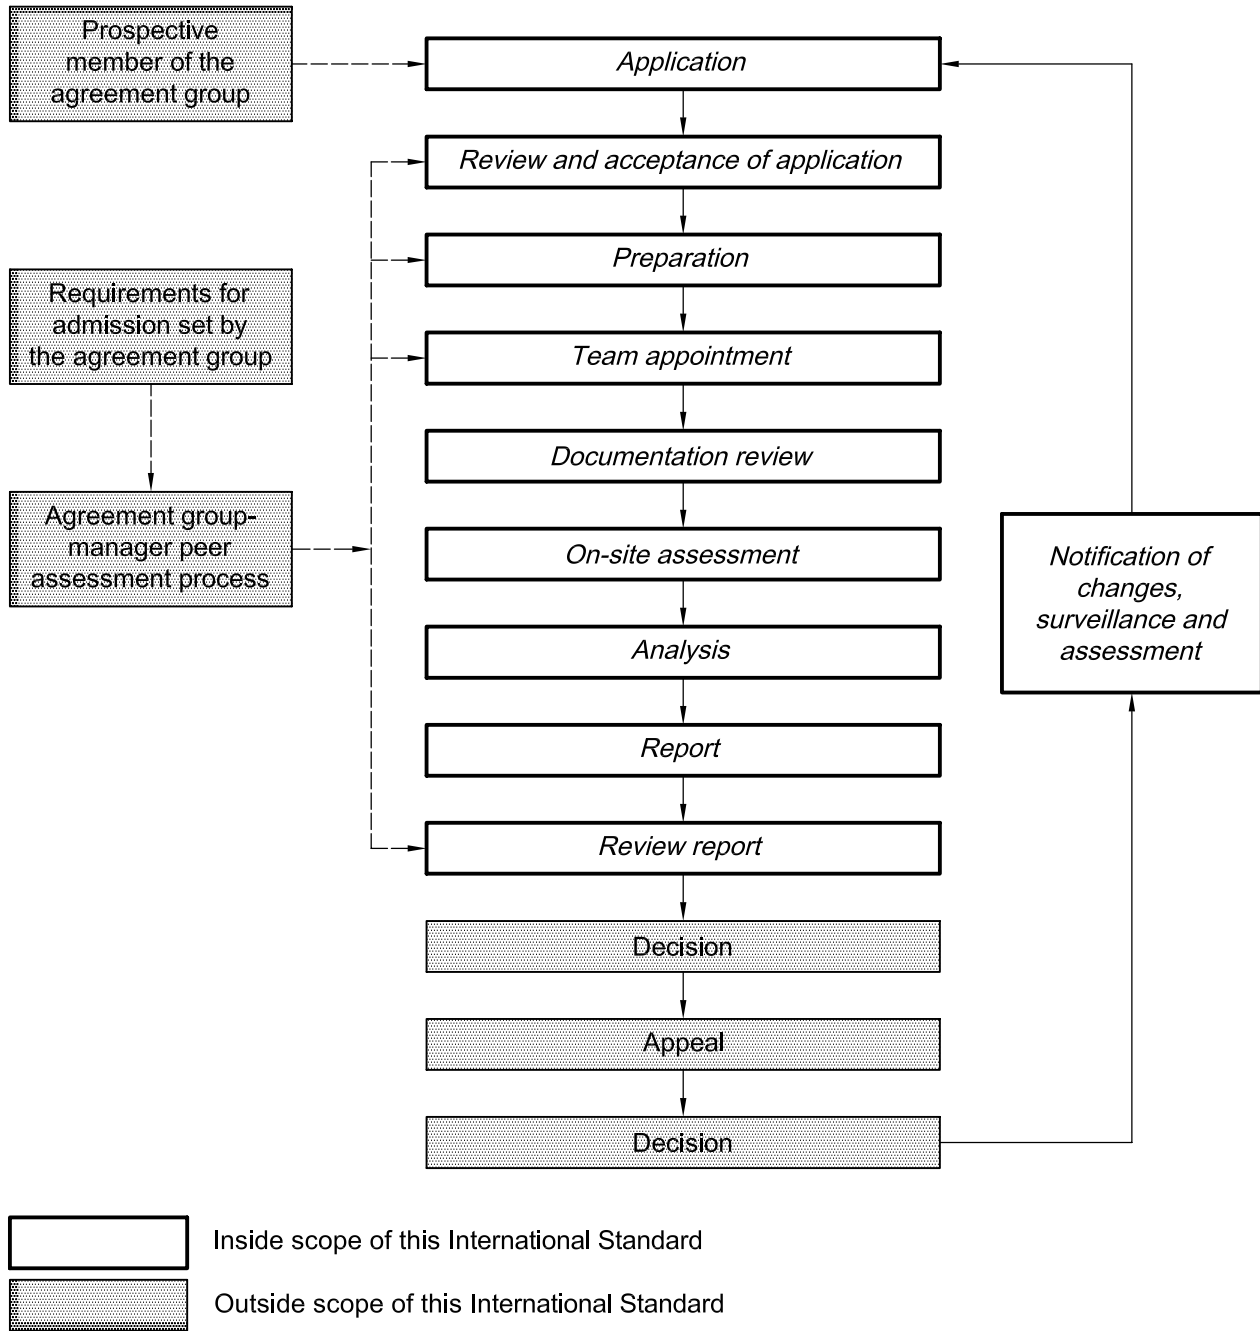 Prospective
member of the
agreement group
Application
Review and acceptance of application
Preparation
Requirements for
admission set by
the agreement group
Team appointment
Documentation review
Agreement group-
manager peer
assessment process
On-site assessment
Notification of
changes,
surveillance and
assessment
Analysis
Report
Review report
Decision
Appeal
Decision
Inside scope of this International Standard
Outside scope of this International Standard